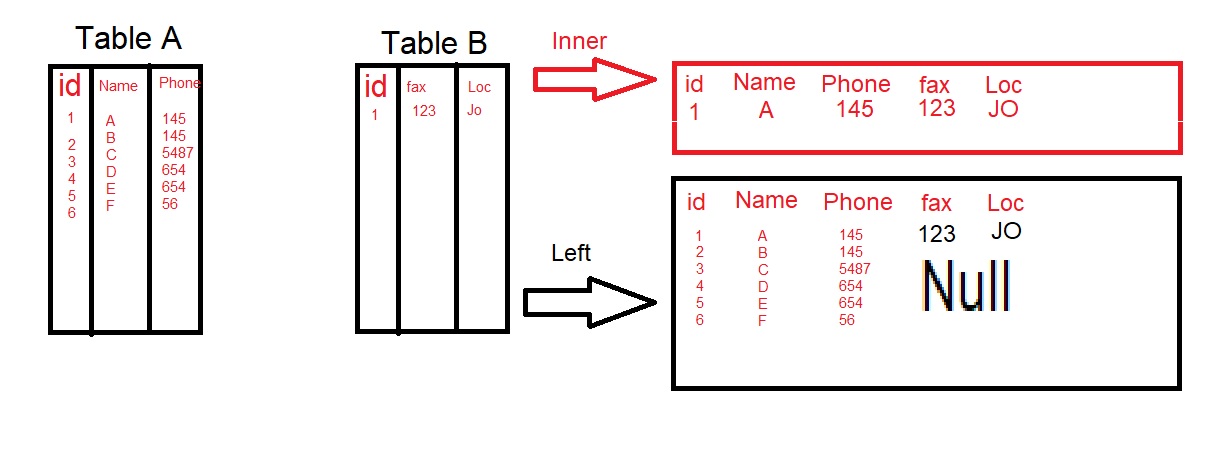 Table A
id Name Phone
1 A 145
2 B 145
3 C 5487
4 D 654
5 E 654
6 F 56
Table B
id fax Loc
1 123 Jo
Inner
id Name Phone fax Loc
1 A 145 123 JO
Left
id Name Phone fax Loc
1 A 145 123 JO
2 B 145 Null
3 C 5487
4 D 654
5 E 654
6 F 56